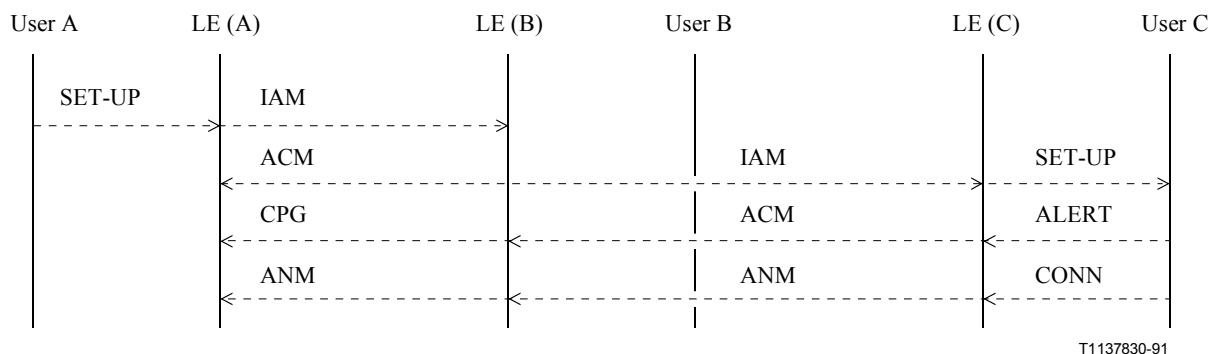 User A LE (A) LE (B) User B LE (C) User C
SET-UP IAM
ACM IAM SET-UP
CPG ACM ALERT
ANM ANM CONN
T1137830-91